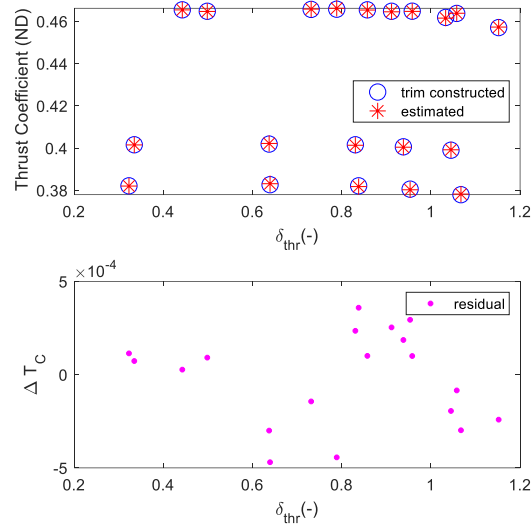 Thrust Coefficient (ND)
0.46
0.44
0.42
0.4
0.38
trim constructed
estimated
0.2 0.4 0.6 0.8 1 1.2
δthr(-)
×10-4
5
0
-5
Δ TC
residual
0.2 0.4 0.6 0.8 1 1.2
δthr(-)